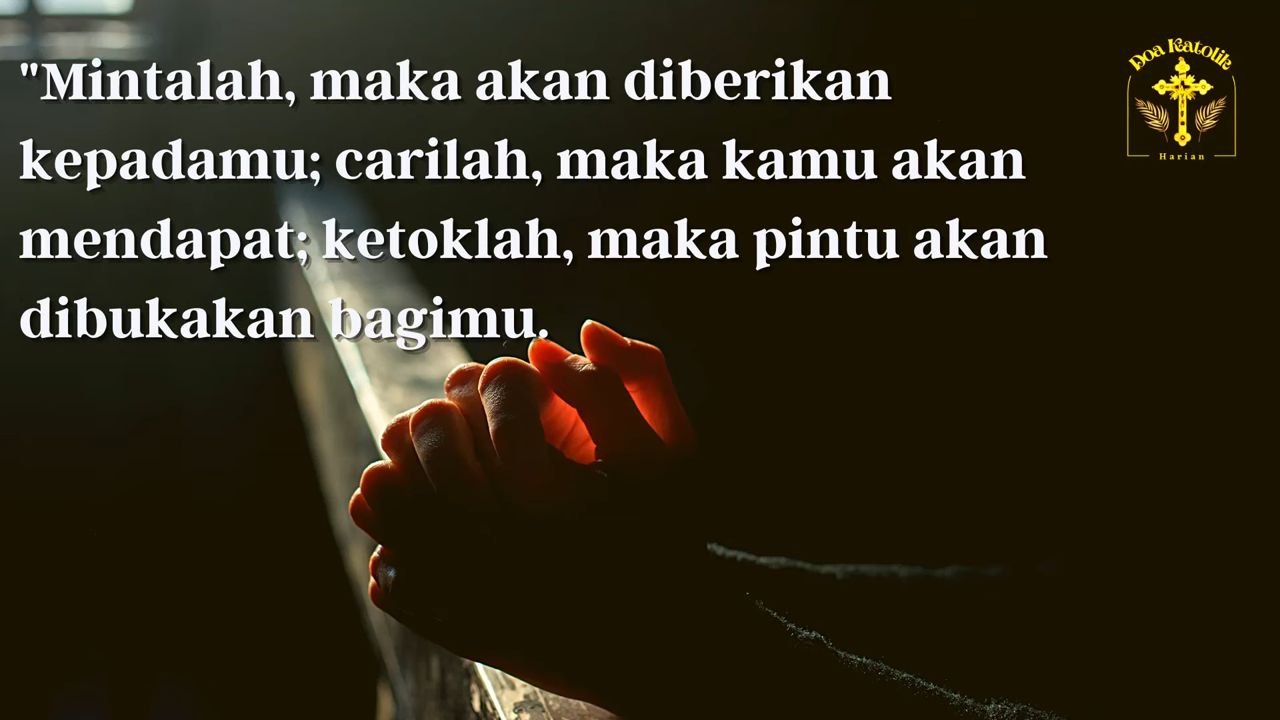 "Mintalah, maka akan diberikan
kepadamu; carilah, maka kamu akan
mendapat; ketoklah, maka pintu akan
dibukakan bagimu.
Doa Katolik
Harian